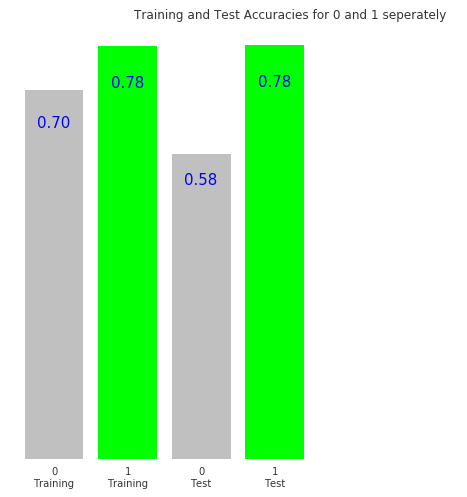 Training and Test Accuracies for 0 and 1 seperately
0.70
0.78
0.58
0.78
0
Training
1
Training
0
Test
1
Test